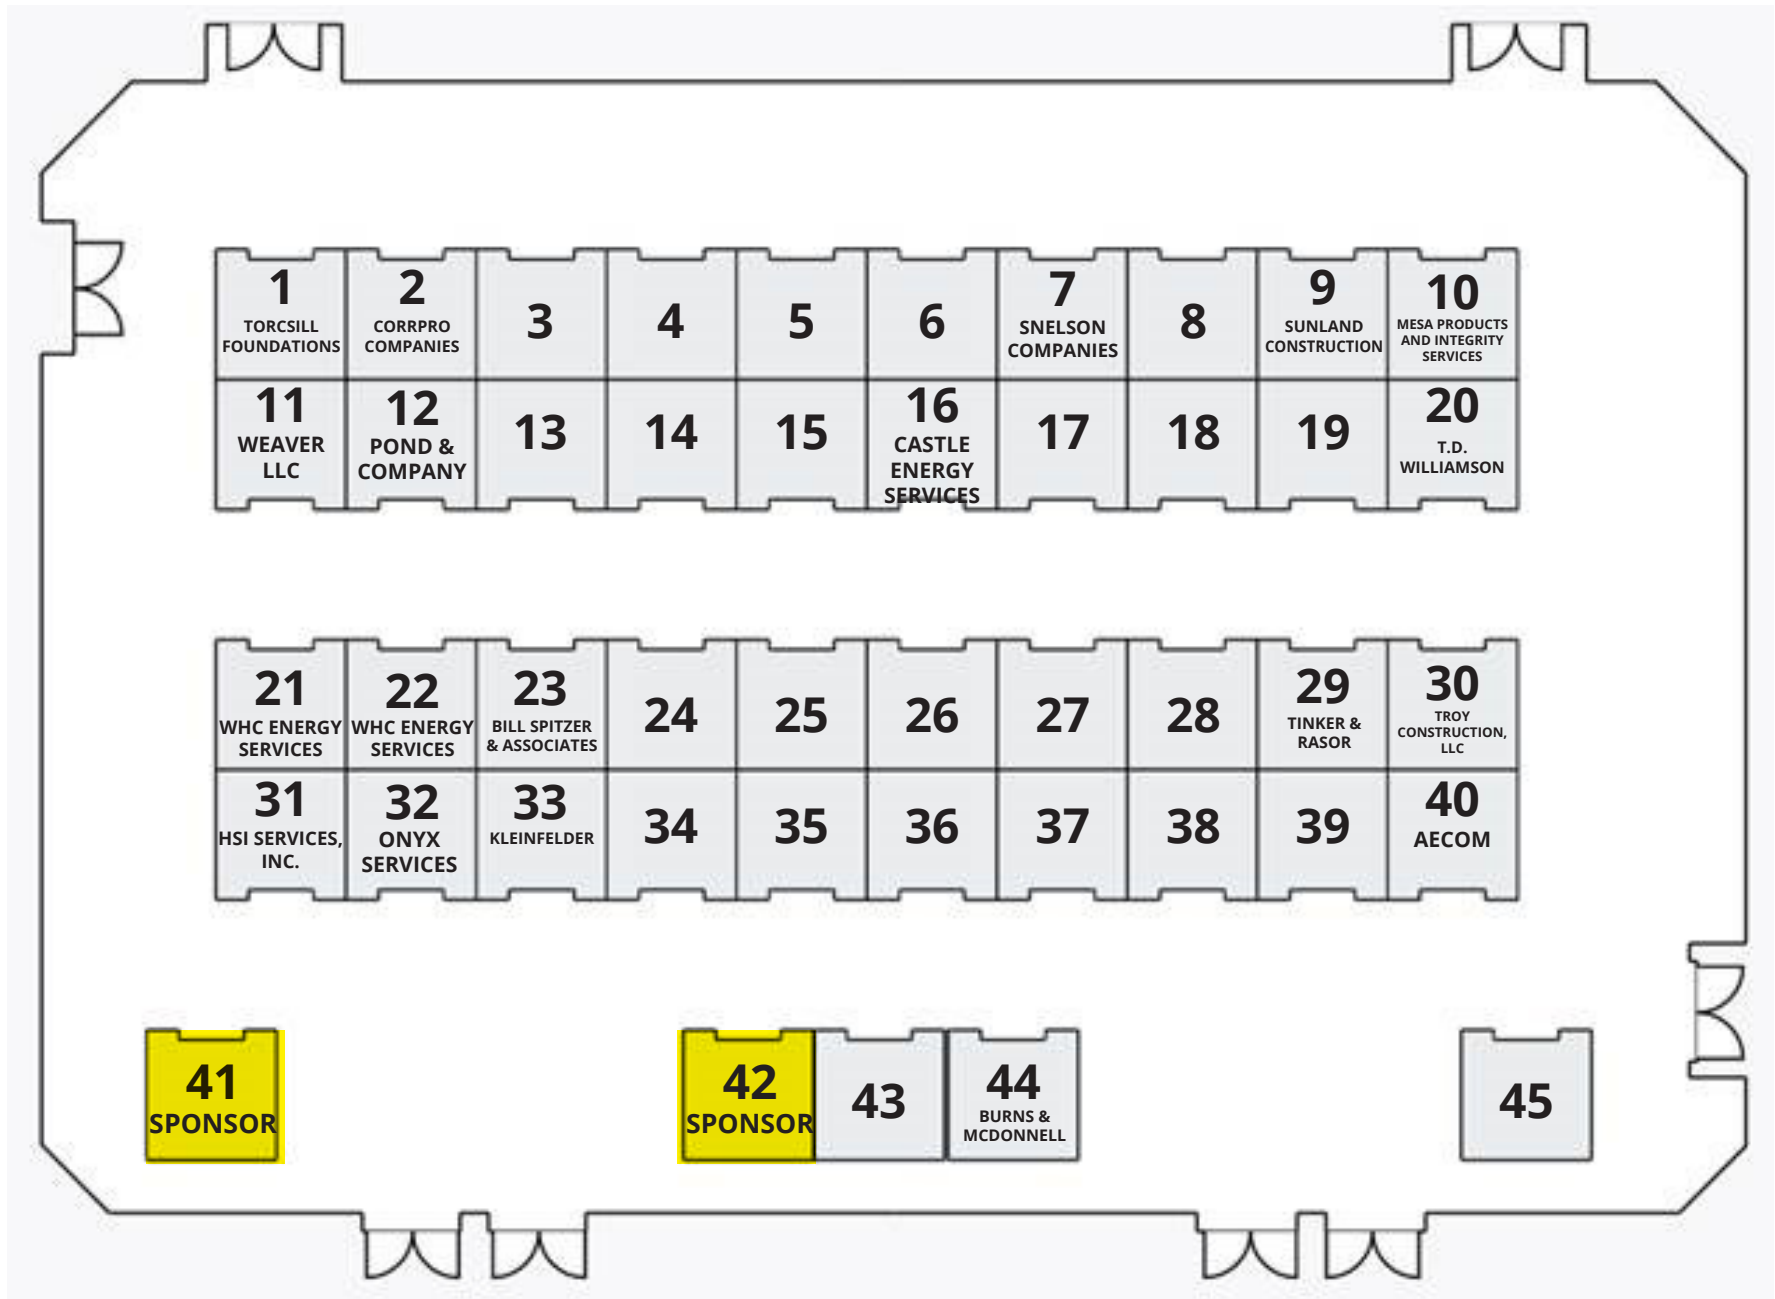 1
TORCSILL
FOUNDATIONS
2
CORRPRO
COMPANIES
3
4
5
6
7
SNELSON
COMPANIES
8
9
SUNLAND
CONSTRUCTION
10
MESA PRODUCTS
AND INTEGRITY
SERVICES
11
WEAVER
LLC
12
POND &
COMPANY
13
14
15
16
CASTLE
ENERGY
SERVICES
17
18
19
20
T.D.
WILLIAMSON
21
WHC ENERGY
SERVICES
22
WHC ENERGY
SERVICES
23
BILL SPITZER
& ASSOCIATES
24
25
26
27
28
29
TINKER &
RASOR
30
TROY
CONSTRUCTION,
LLC
31
HSI SERVICES,
INC.
32
ONYX
SERVICES
33
KLEINFELDER
34
35
36
37
38
39
40
AECOM
41
SPONSOR
42
SPONSOR
43
44
BURNS &
MCDONNELL
45